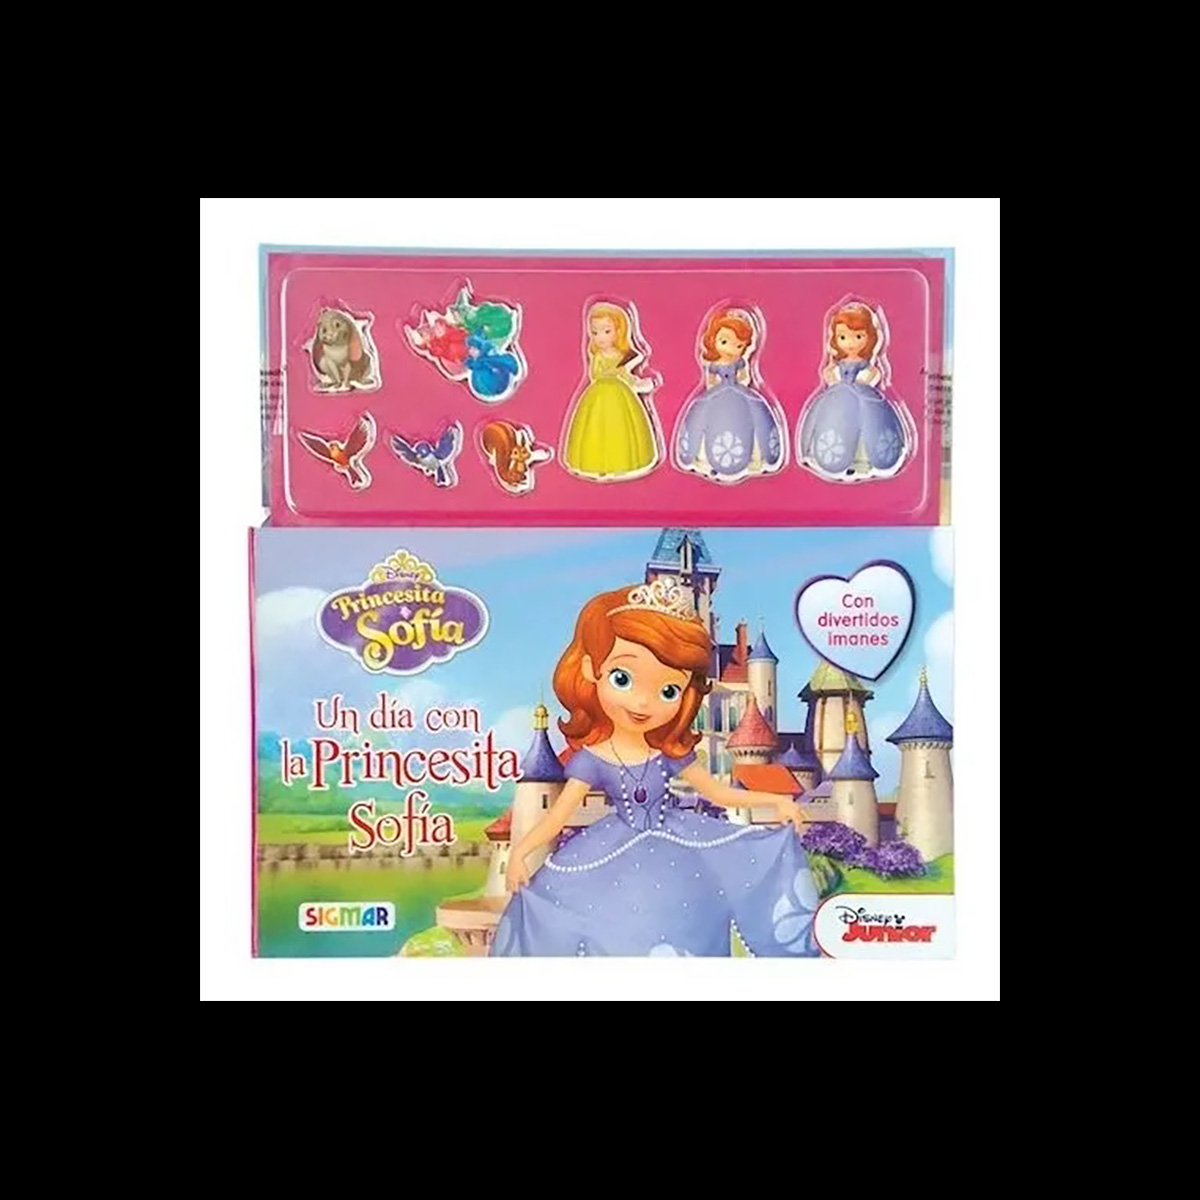 Disney
Princesita
Sofía
Con
divertidos
imanes
Un día con
la Princesita
Sofía
SIGMAR
Disney
Junior